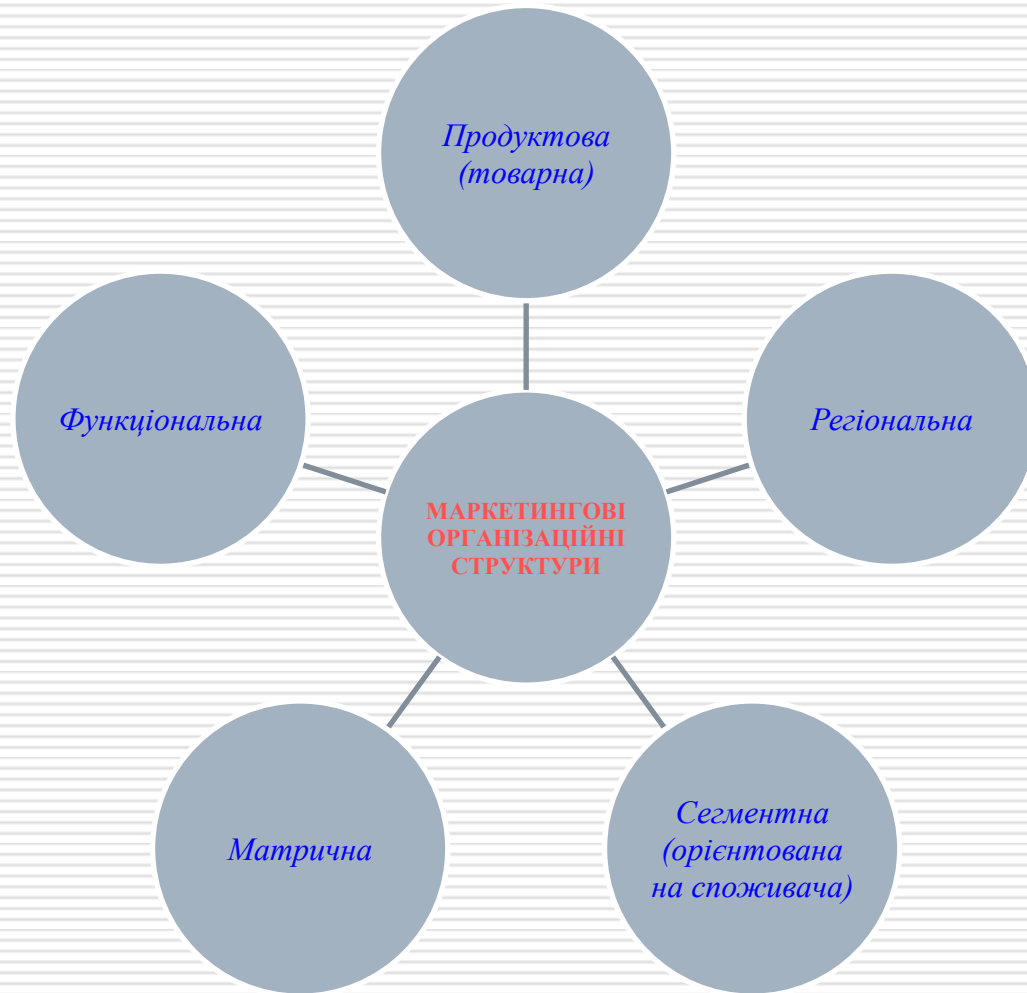 Продуктова
(товарна)
Функціональна
Регіональна
МАРКЕТИНГОВІ
ОРГАНІЗАЦІЙНІ
СТРУКТУРИ
Матрична
Сегментна
(орієнтована
на споживача)